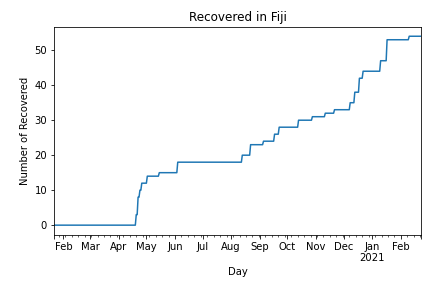 Recovered in Fiji
Number of Recovered
50
40
30
20
10
0
Feb Mar Apr May Jun Jul Aug Sep Oct Nov Dec Jan Feb
2021
Day